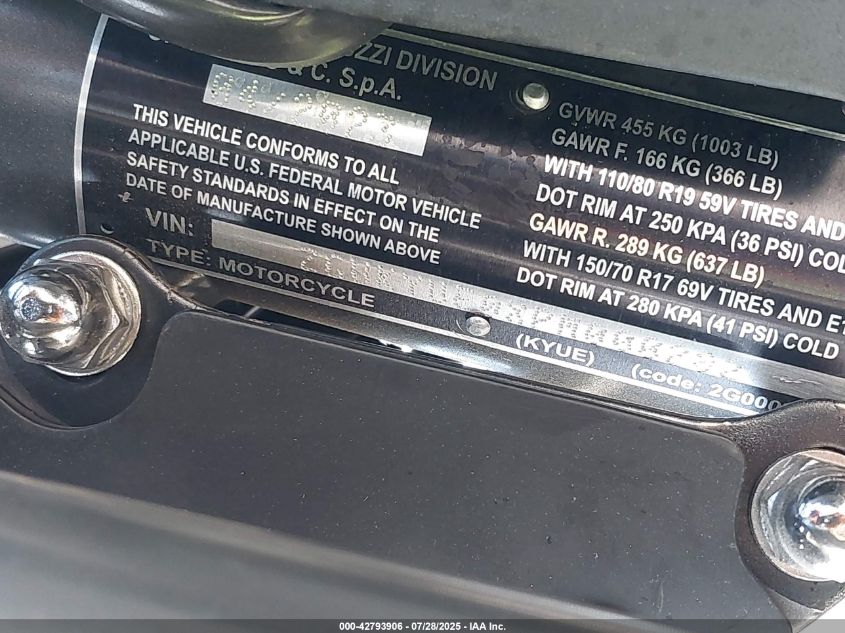 ZZI DIVISION
& C. S.p.A.
THIS VEHICLE CONFORMS TO ALL
APPLICABLE U.S. FEDERAL MOTOR VEHICLE
SAFETY STANDARDS IN EFFECT ON THE
DATE OF MANUFACTURE SHOWN ABOVE
VIN:
TYPE: MOTORCYCLE
GVWR 455 KG (1003 LB)
GAWR F. 166 KG (366 LB)
WITH 110/80 R19 59V TIRES AND
DOT RIM AT 250 KPA (36 PSI) COL
GAWR R. 289 KG (637 LB)
WITH 150/70 R17 69V TIRES AND E1
DOT RIM AT 280 KPA (41 PSI) COLD
(KYUE) (code: 2G000
000-42793906 - 07/28/2025 - IAA Inc.